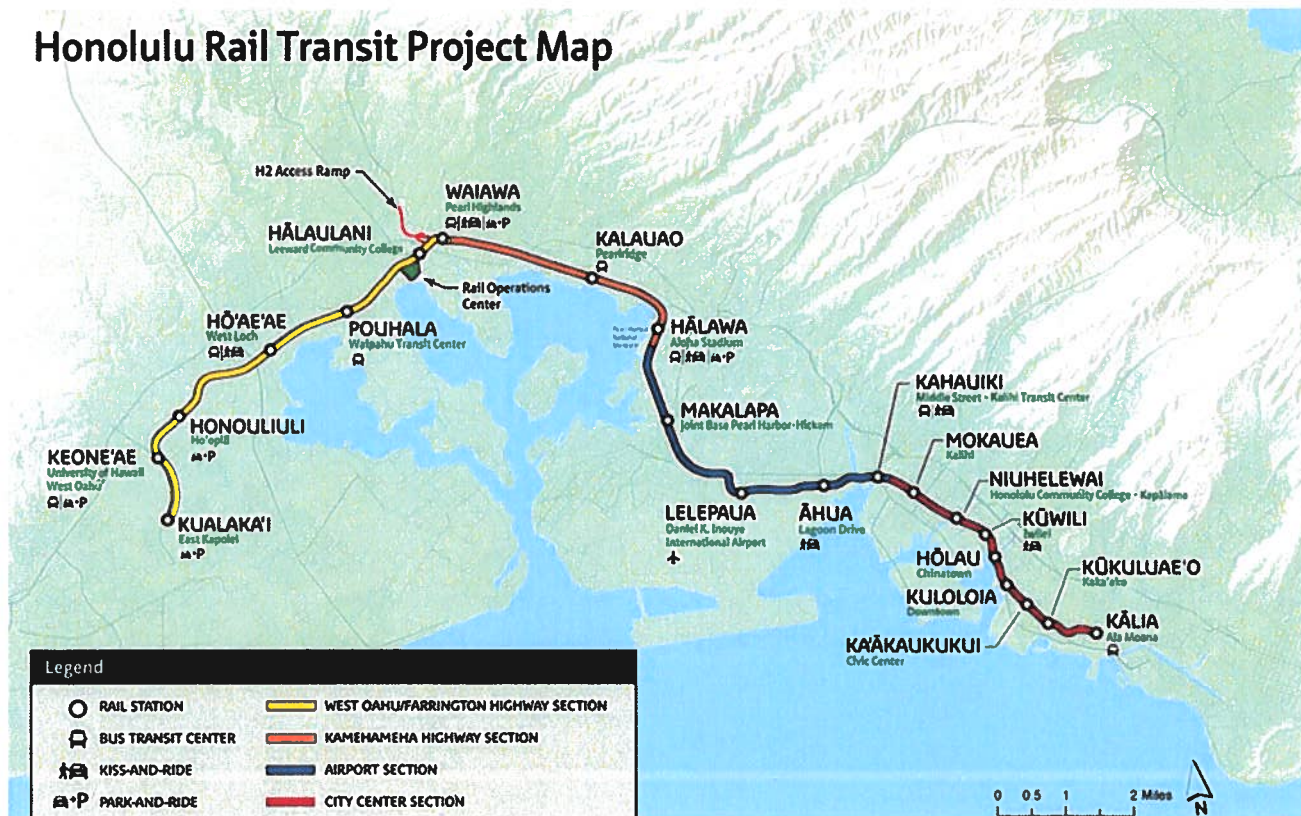 Honolulu Rail Transit Project Map
H2 Access Ramp
WAIAWA
Pearl Highlands
P
HĀLAULANI
Leeward Community College
KALAUAO
Pearlridge
Rail Operations
Center
HŌ'AE'AE
West Loch
POUHALA
Waipahu Transit Center
HĀLAWA
Aloha Stadium
P
KAHAUIKI
Middle Street - Kalihi Transit Center
HONOULIULI
Ho'opili
P
MAKALAPA
Joint Base Pearl Harbor-Hickam
MOKAUEA
Kalihi
KEONE'AE
University of Hawaii
West Oahu
P
NIUHELEWAI
Honolulu Community College - Kapālama
KUALAKA'I
East Kapolei
P
LELEPAUA
Daniel K. Inouye
International Airport
ĀHUA
Lagoon Drive
KŪWILI
Iwilei
HŌLAU
Chinatown
KŪKULUAE'O
Kaka'ako
KULOLOIA
Downtown
KĀLIA
Ala Moana
KA'ĀKAUKUKUI
Civic Center
Legend
RAIL STATION
WEST OAHU/FARRINGTON HIGHWAY SECTION
BUS TRANSIT CENTER
KAMEHAMEHA HIGHWAY SECTION
KISS-AND-RIDE
AIRPORT SECTION
P PARK-AND-RIDE
CITY CENTER SECTION
0 0.5 1 2 Miles
N